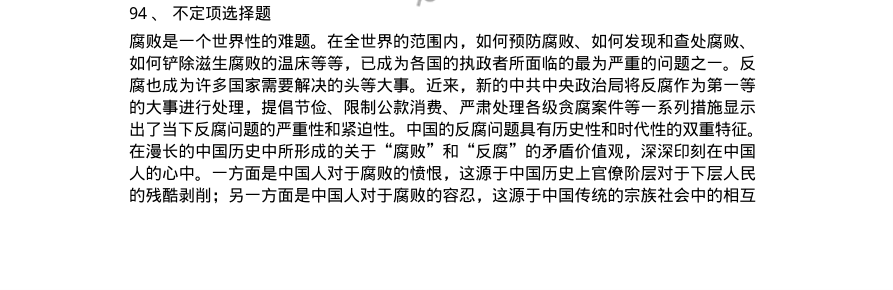 94 、 不定项选择题
腐败是一个世界性的难题。在全世界的范围内，如何预防腐败、如何发现和查处腐败、
如何铲除滋生腐败的温床等等，已成为各国的执政者所面临的最为严重的问题之一。反
腐也成为许多国家需要解决的头等大事。近来，新的中共中央政治局将反腐作为第一等
的大事进行处理，提倡节俭、限制公款消费、严肃处理各级贪腐案件等一系列措施显示
出了当下反腐问题的严重性和紧迫性。中国的反腐问题具有历史性和时代性的双重特征。
在漫长的中国历史中所形成的关于“腐败”和“反腐”的矛盾价值观，深深印刻在中国
人的心中。一方面是中国人对于腐败的愤恨，这源于中国历史上官僚阶层对于下层人民
的残酷剥削；另一方面是中国人对于腐败的容忍，这源于中国传统的宗族社会中的相互